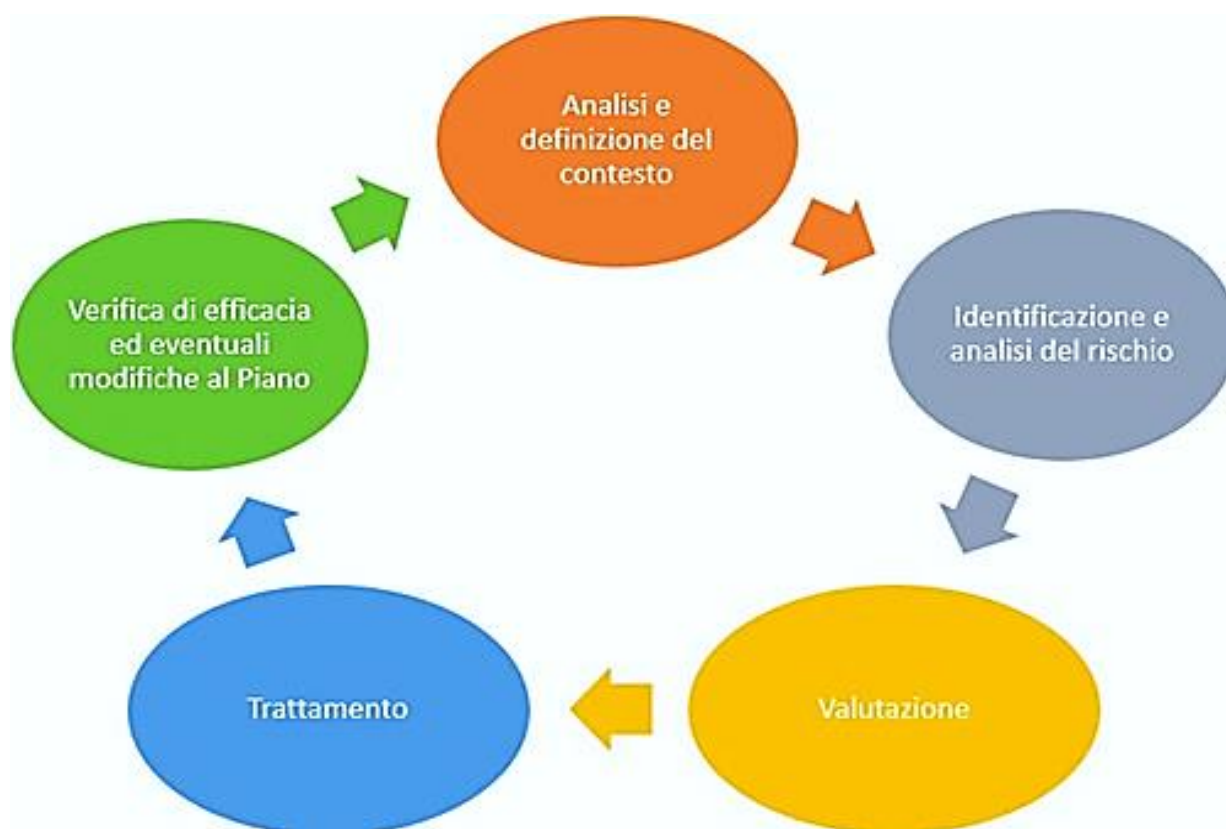 Analisi e
definizione del
contesto
Identificazione e
analisi del rischio
Valutazione
Trattamento
Verifica di efficacia
ed eventuali
modifiche al Piano